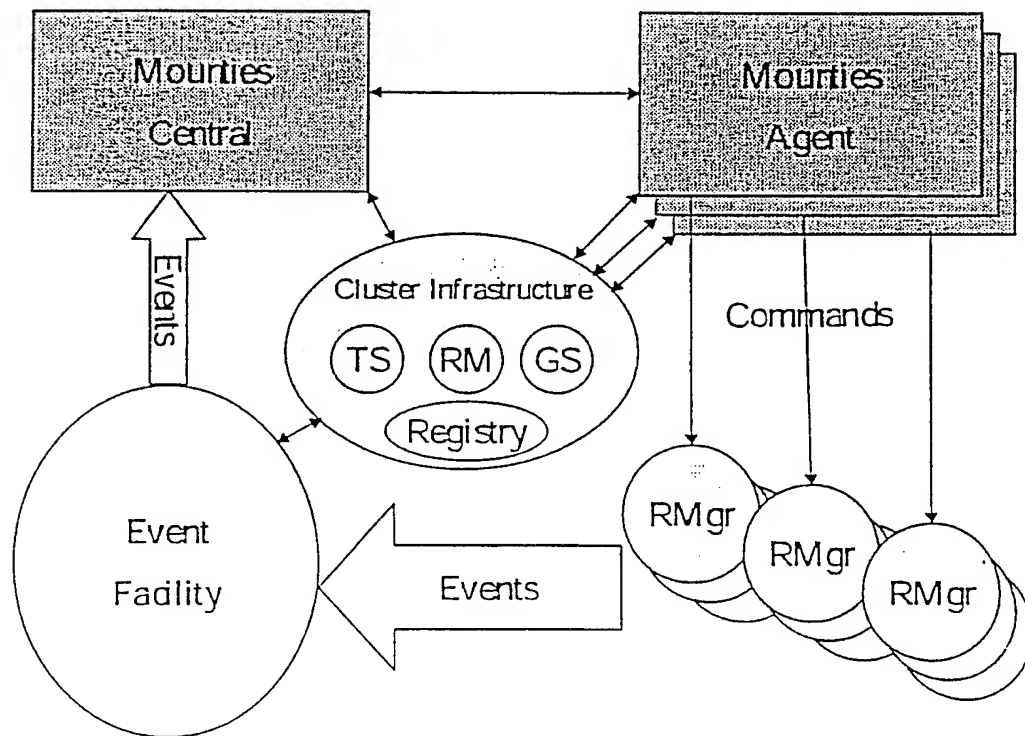 Mounties
Central
Mounties
Agent
Events
Cluster Infrastructure
TS
RM
GS
Registry
Commands
Event
Facility
Events
RMgr
RMgr
RMgr